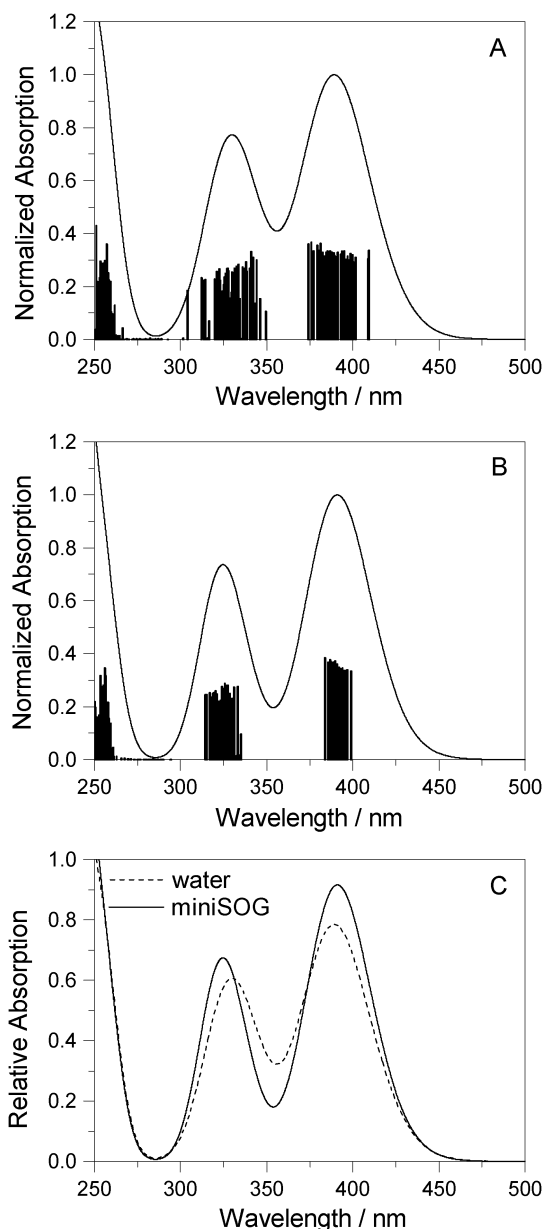 A
1.2
1.0
0.8
0.6
0.4
0.2
0.0
Normalized Absorption
250 300 350 400 450 500
Wavelength / nm
B
1.2
1.0
0.8
0.6
0.4
0.2
0.0
Normalized Absorption
250 300 350 400 450 500
Wavelength / nm
C
water
miniSOG
1.0
0.8
0.6
0.4
0.2
0.0
Relative Absorption
250 300 350 400 450 500
Wavelength / nm